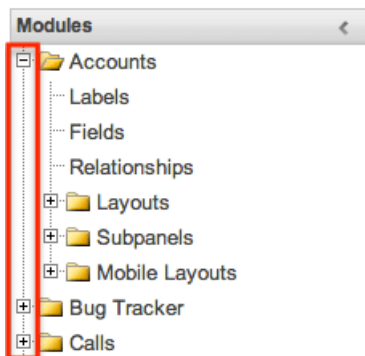 Modules
Accounts
Labels
Fields
Relationships
Layouts
Subpanels
Mobile Layouts
Bug Tracker
Calls